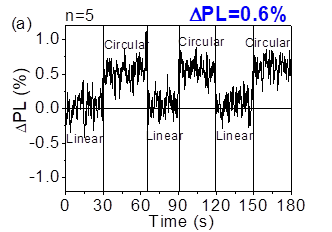 (a) n=5 ΔPL=0.6%
1.0
0.5
0.0
-0.5
-1.0
ΔPL (%)
Circular Circular Circular
Linear Linear Linear
0 30 60 90 120 150 180
Time (s)